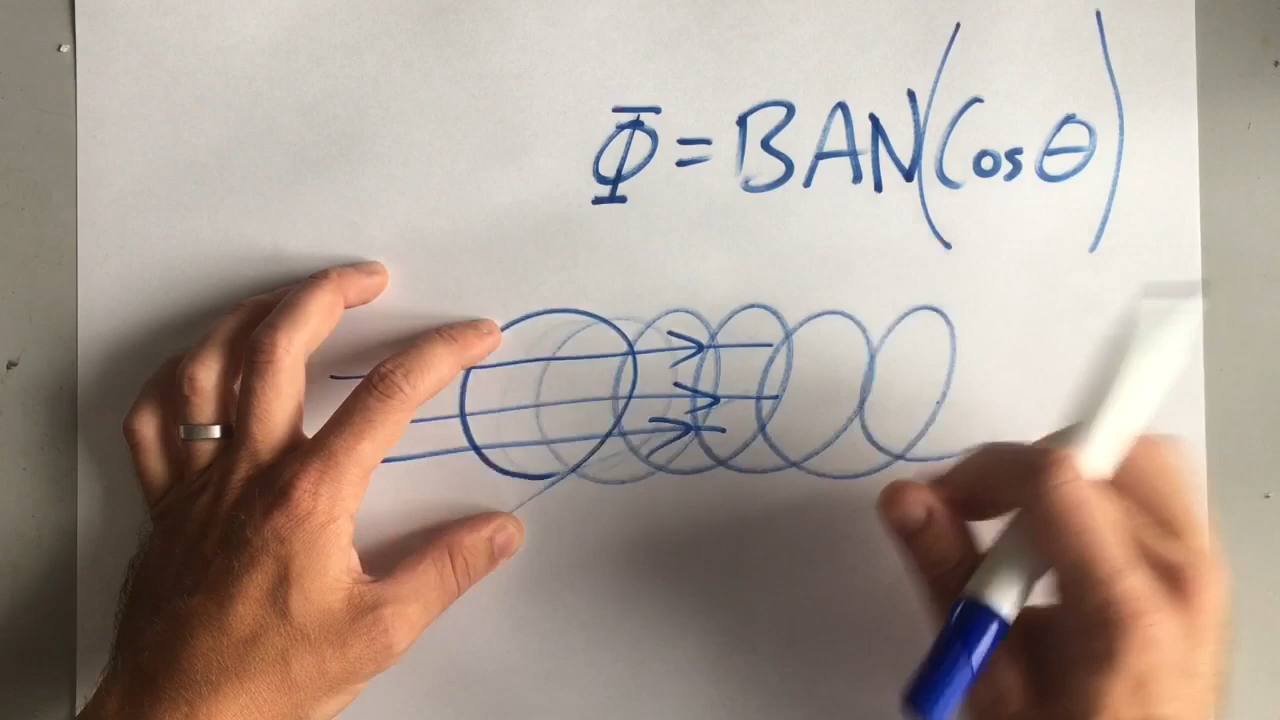 Φ = BAN(Cos θ)